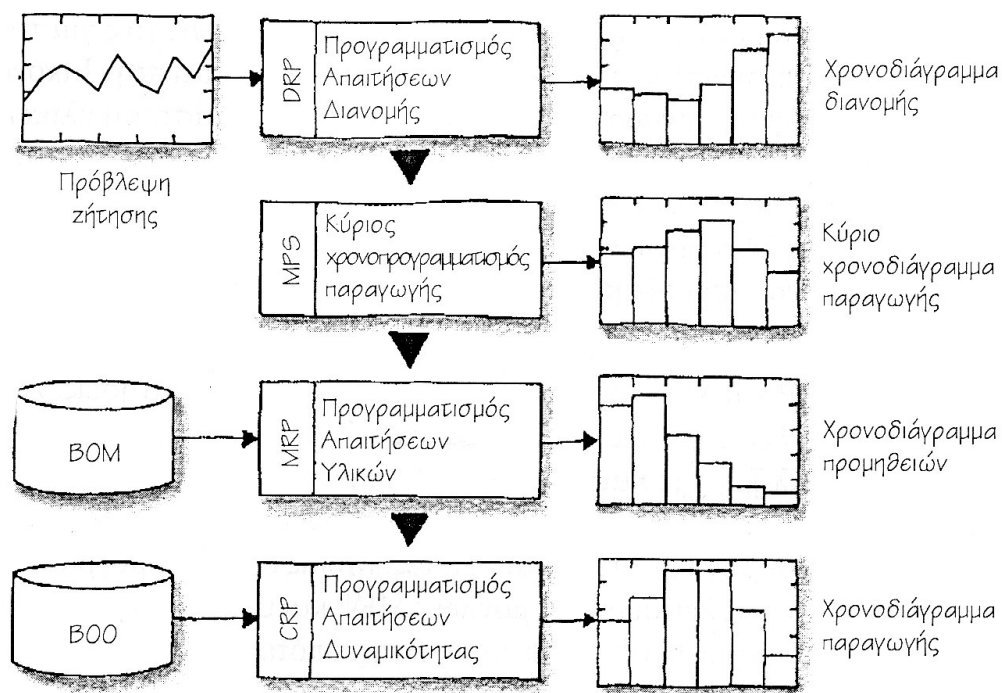 DRP
Προγραμματισμός
Απαιτήσεων
Διανομής
Χρονοδιάγραμμα
διανομής
Πρόβλεψη
ζήτησης
MPS
Κύριος
χρονοπρογραμματισμός
παραγωγής
Κύριο
χρονοδιάγραμμα
παραγωγής
BOM
MRP
Προγραμματισμός
Απαιτήσεων
Υλικών
Χρονοδιάγραμμα
προμηθειών
BOO
CRP
Προγραμματισμός
Απαιτήσεων
Δυναμικότητας
Χρονοδιάγραμμα
παραγωγής